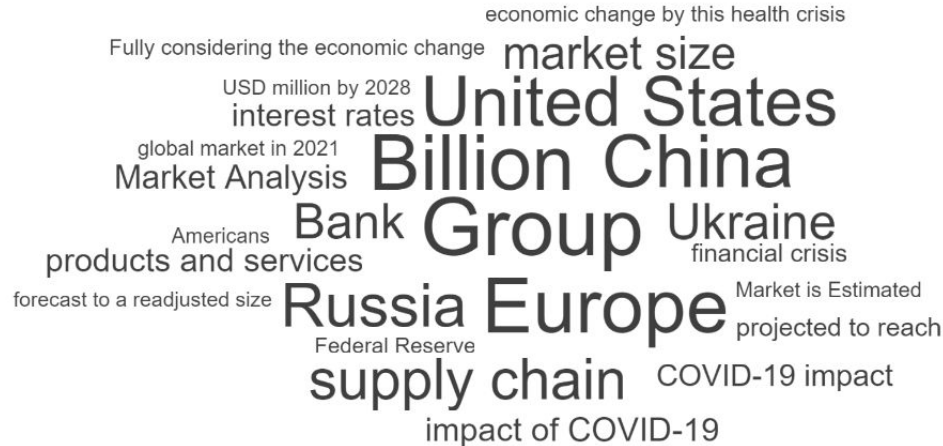 economic change by this health crisis
Fully considering the economic change
market size
USD million by 2028
United States
interest rates
global market in 2021
Billion
China
Market Analysis
Bank
Group
Ukraine
Americans
financial crisis
products and services
forecast to a readjusted size
Russia
Europe
Market is Estimated
projected to reach
Federal Reserve
supply chain
COVID-19 impact
impact of COVID-19